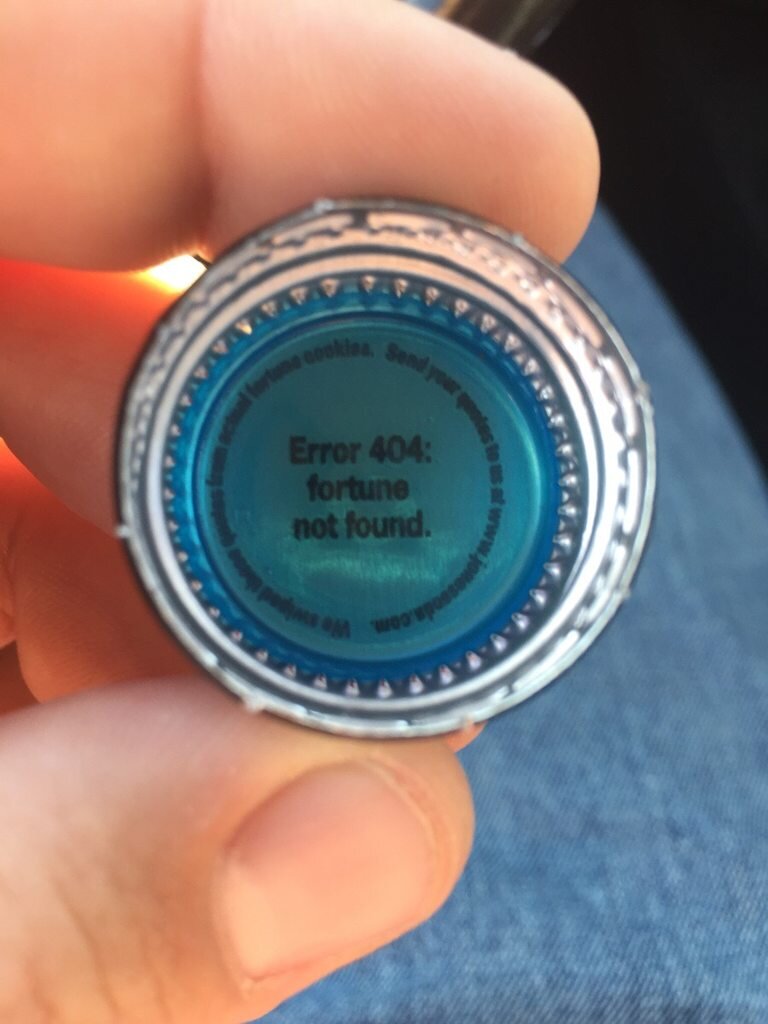 Error 404:
fortune
not found.
We swiped these quotes from actual fortune cookies. Send your quotes to us at www.jonessoda.com.